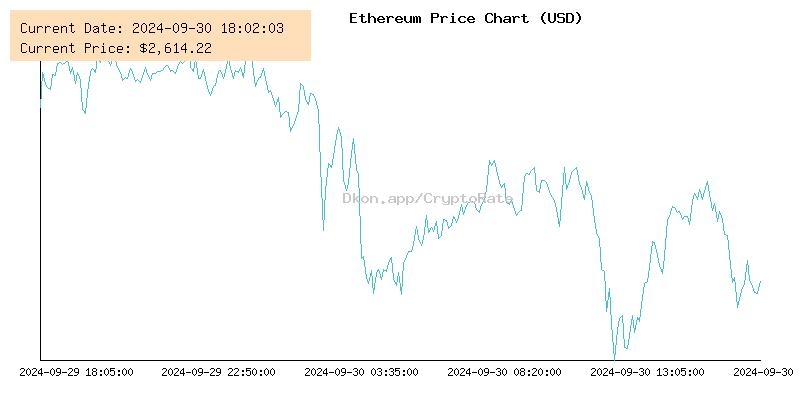 Ethereum Price Chart (USD)
Current Date: 2024-09-30 18:02:03
Current Price: $2,614.22
Dkon.app/CryptoRate
2024-09-29 18:05:00
2024-09-29 22:50:00
2024-09-30 03:35:00
2024-09-30 08:20:00
2024-09-30 13:05:00
2024-09-30